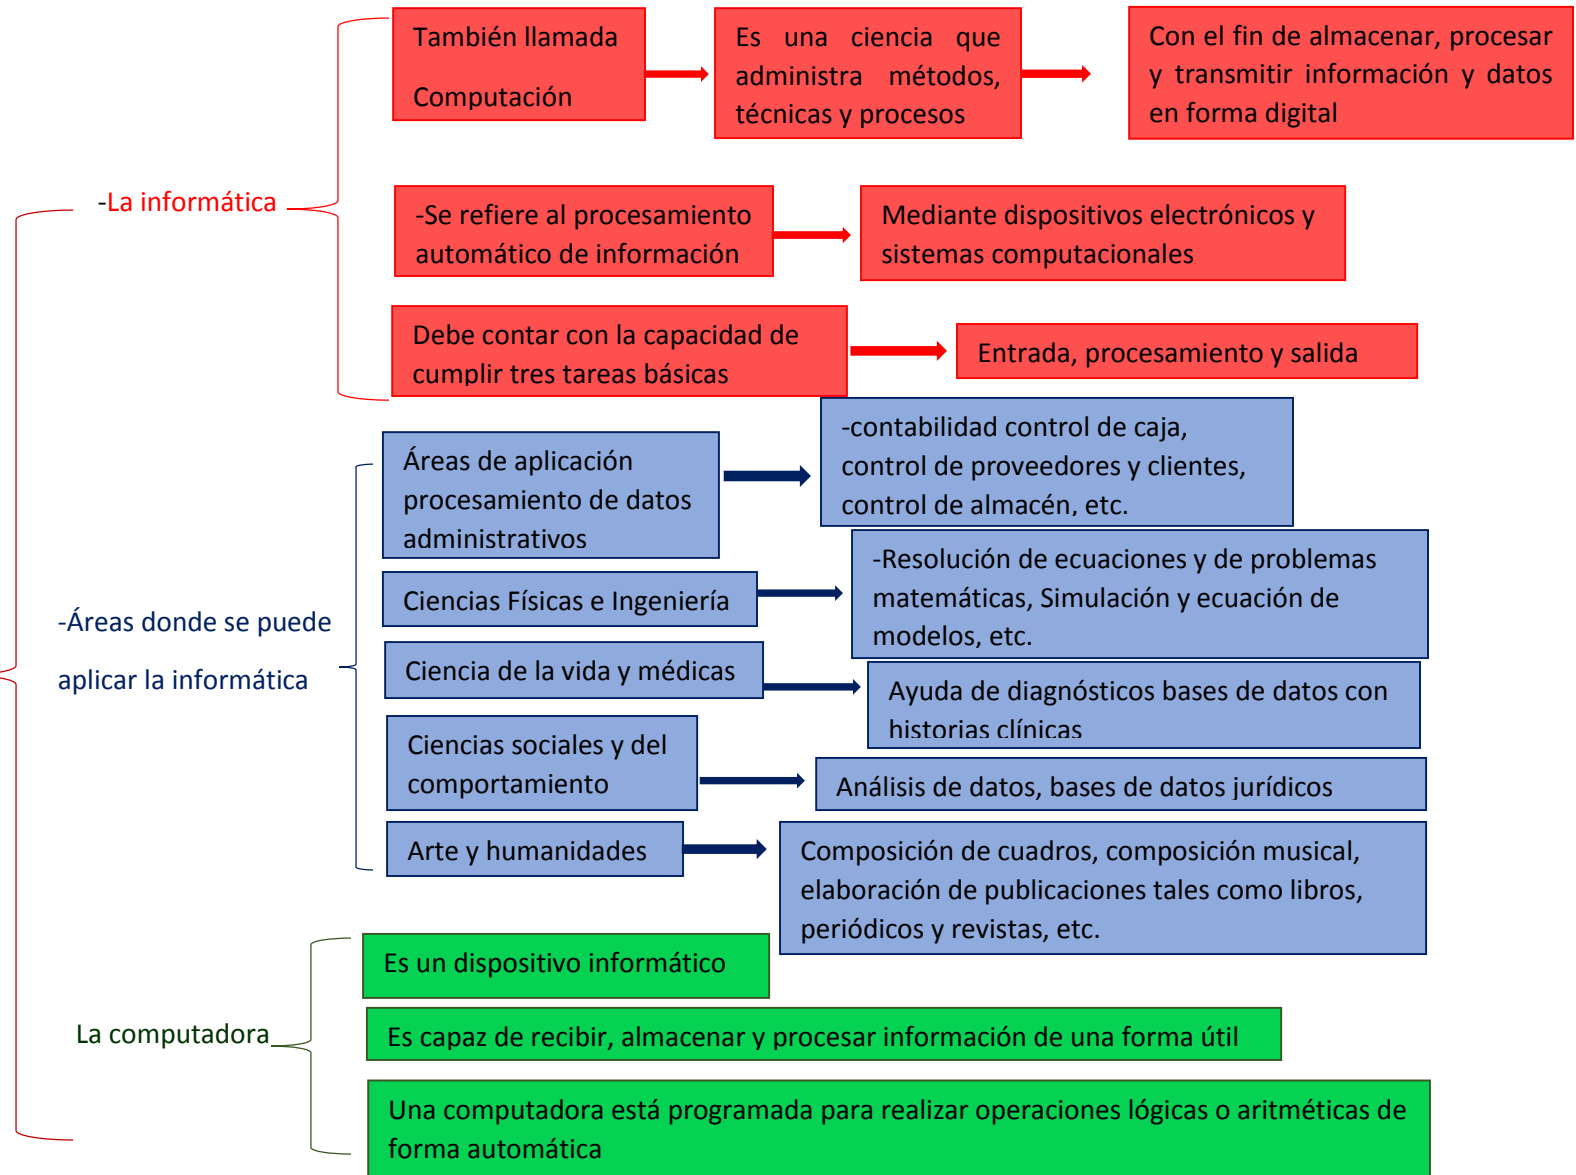 También llamada
Computación
Es una ciencia que
administra métodos,
técnicas y procesos
Con el fin de almacenar, procesar
y transmitir información y datos
en forma digital
-La informática
-Se refiere al procesamiento
automático de información
Mediante dispositivos electrónicos y
sistemas computacionales
Debe contar con la capacidad de
cumplir tres tareas básicas
Entrada, procesamiento y salida
-Áreas donde se puede
aplicar la informática
Áreas de aplicación
procesamiento de datos
administrativos
-contabilidad control de caja,
control de proveedores y clientes,
control de almacén, etc.
Ciencias Físicas e Ingeniería
-Resolución de ecuaciones y de problemas
matemáticas, Simulación y ecuación de
modelos, etc.
Ciencia de la vida y médicas
Ayuda de diagnósticos bases de datos con
historias clínicas
Ciencias sociales y del
comportamiento
Análisis de datos, bases de datos jurídicos
Arte y humanidades
Composición de cuadros, composición musical,
elaboración de publicaciones tales como libros,
periódicos y revistas, etc.
La computadora
Es un dispositivo informático
Es capaz de recibir, almacenar y procesar información de una forma útil
Una computadora está programada para realizar operaciones lógicas o aritméticas de
forma automática